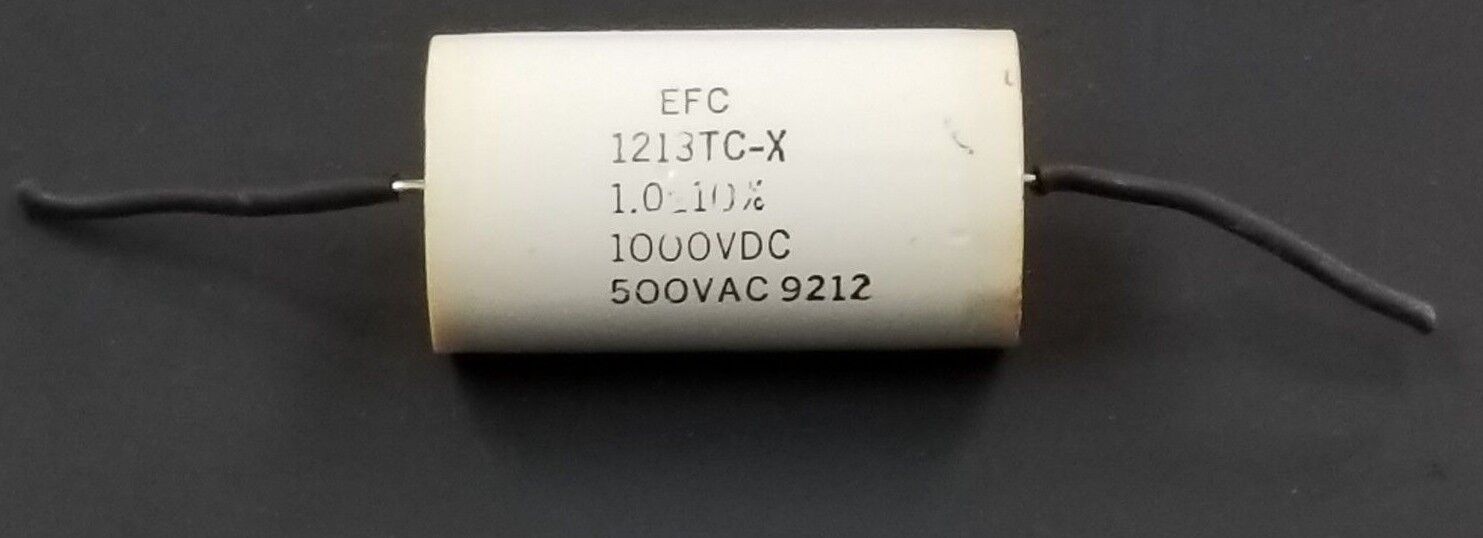 EFC
1213TC-X
1.0±10%
1000VDC
500VAC 9212